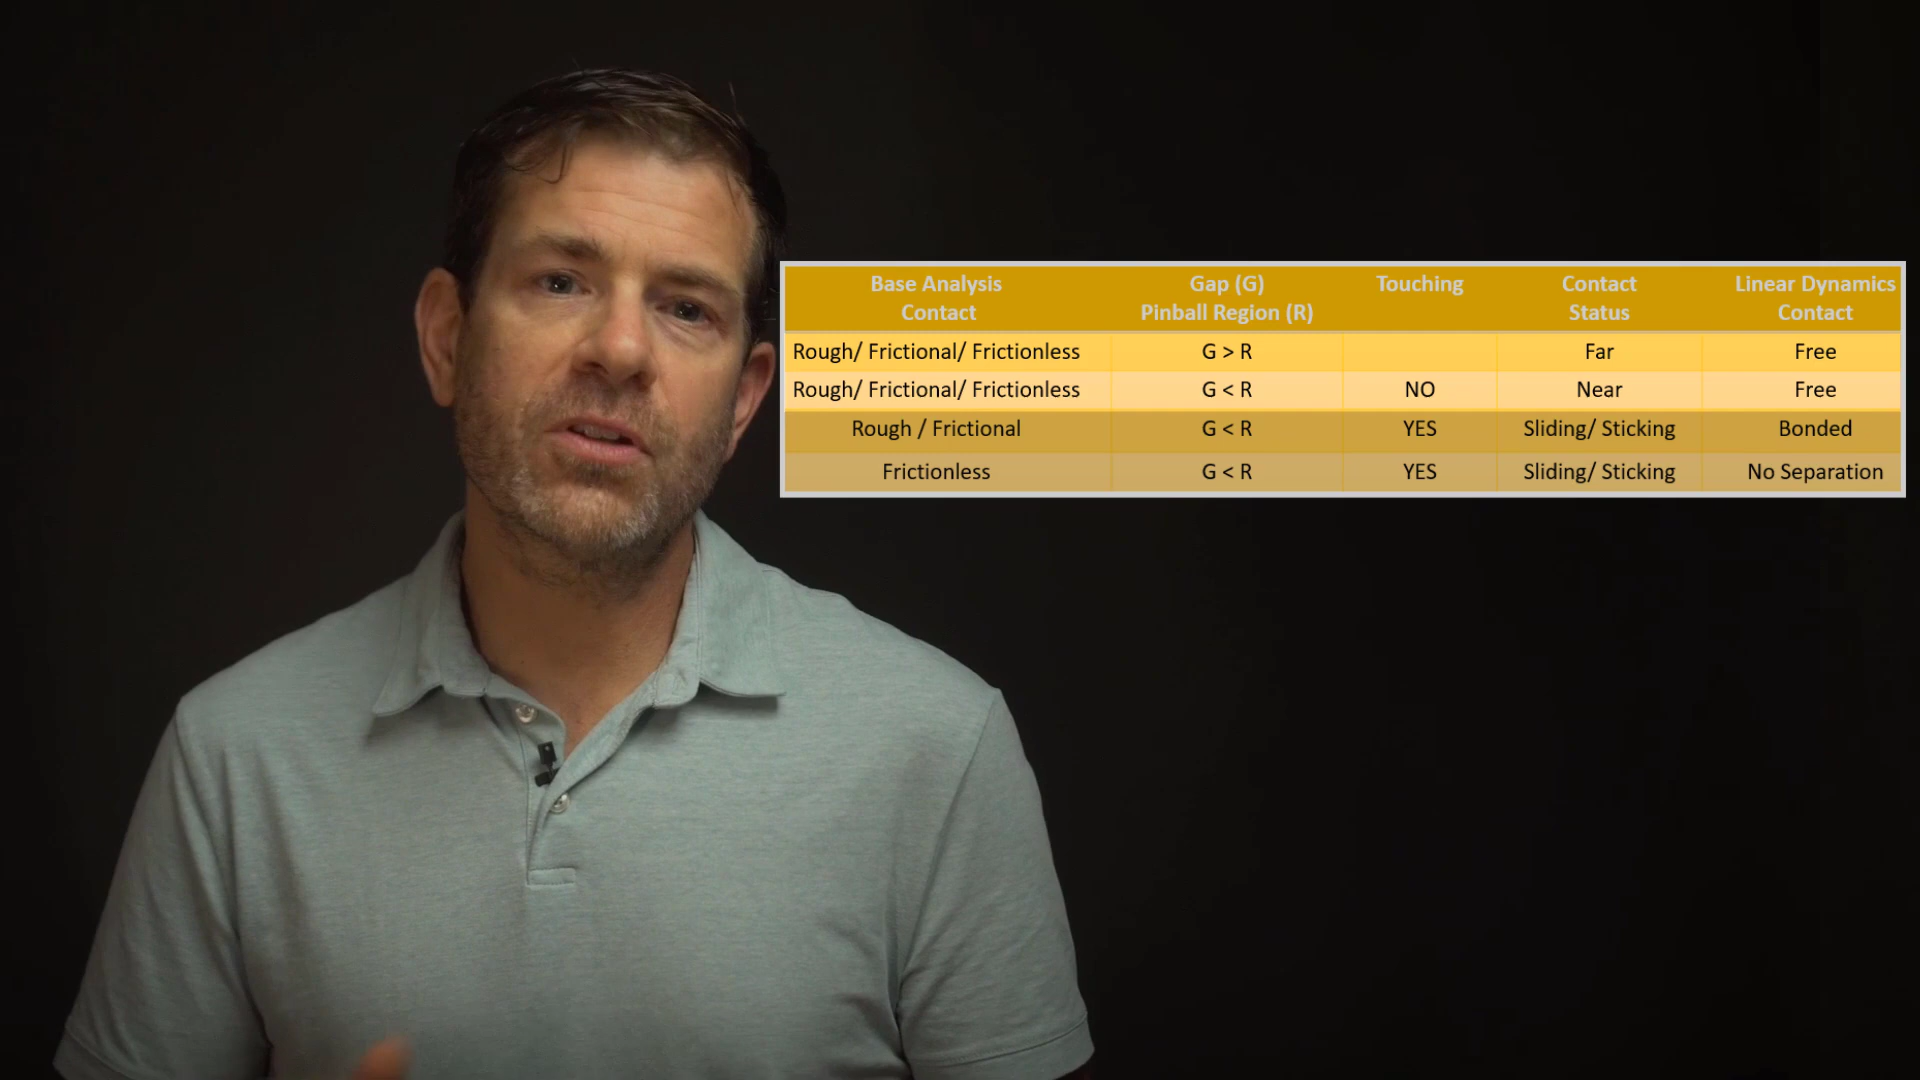 Base Analysis Contact Gap (G) Pinball Region (R) Touching Contact Status Linear Dynamics Contact
Rough/ Frictional/ Frictionless G > R Far Free
Rough/ Frictional/ Frictionless G < R NO Near Free
Rough / Frictional G < R YES Sliding/ Sticking Bonded
Frictionless G < R YES Sliding/ Sticking No Separation